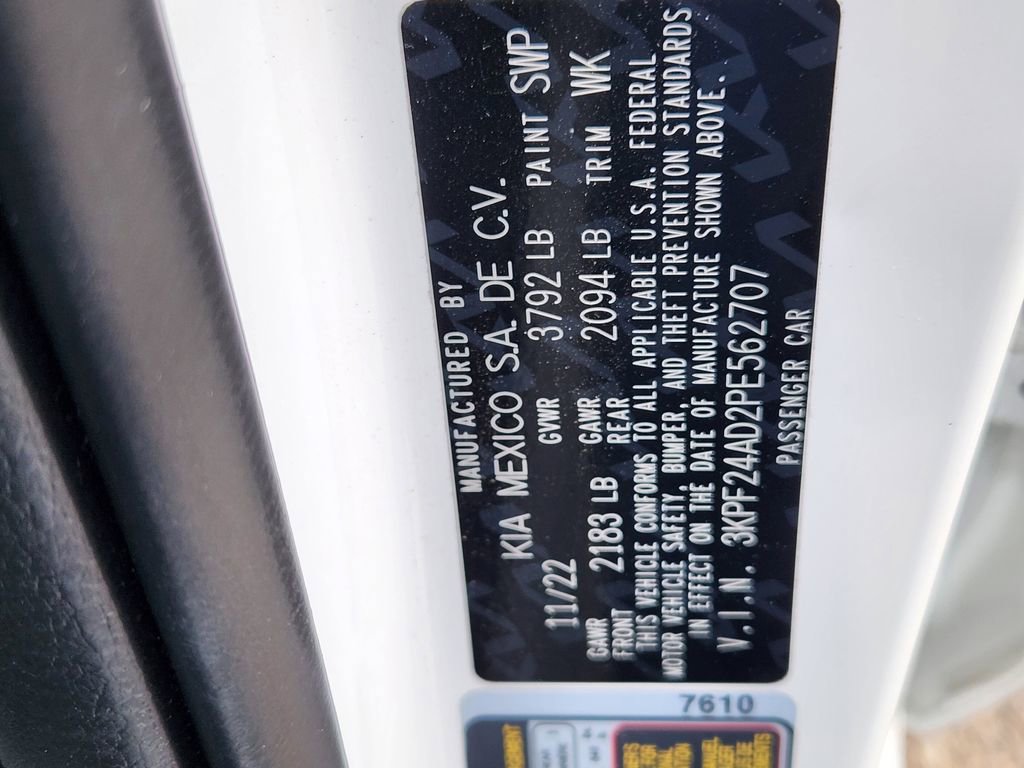 MANUFACTURED BY
KIA MEXICO S.A. DE C.V.
11/22 GVWR 3792 LB PAINT SWP
GAWR FRONT 2183 LB GAWR REAR 2094 LB TRIM WK
THIS VEHICLE CONFORMS TO ALL APPLICABLE U.S.A. FEDERAL
MOTOR VEHICLE SAFETY, BUMPER, AND THEFT PREVENTION STANDARDS
IN EFFECT ON THE DATE OF MANUFACTURE SHOWN ABOVE.
V.I.N. 3KPF24AD2PE562707
PASSENGER CAR
7610